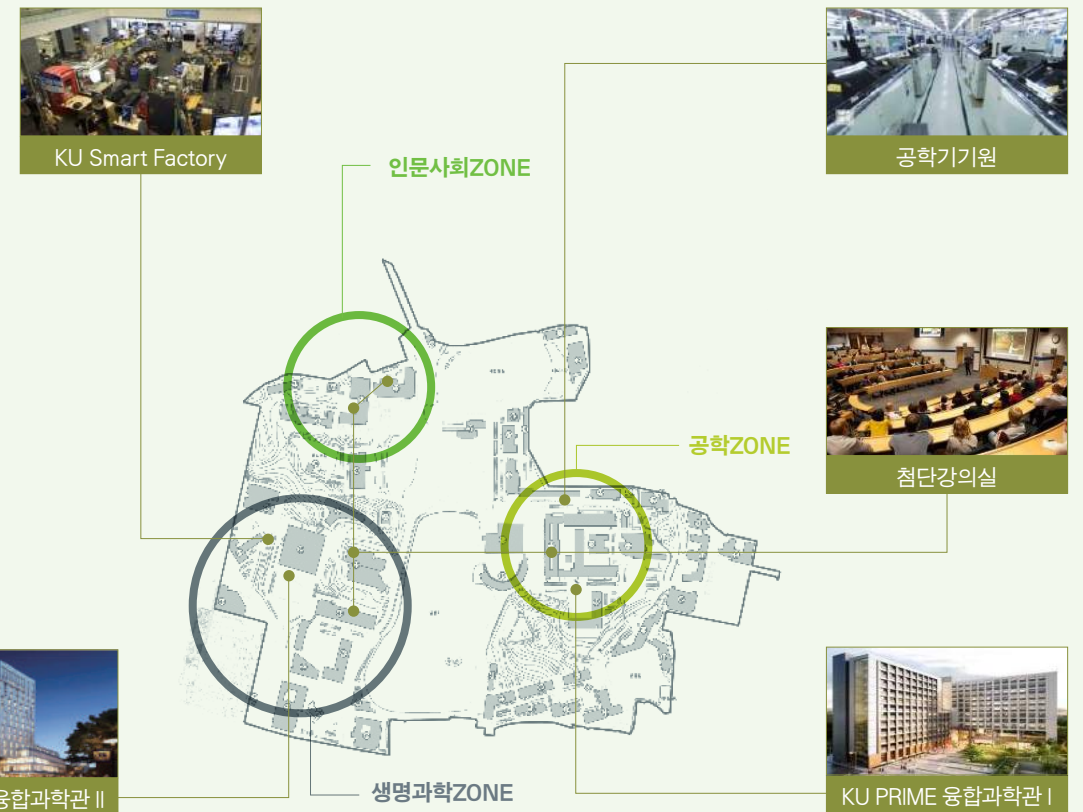 KU Smart Factory
공학기기원
인문사회ZONE
공학ZONE
첨단강의실
생명과학ZONE
융합과학관 II
KU PRIME 융합과학관 I